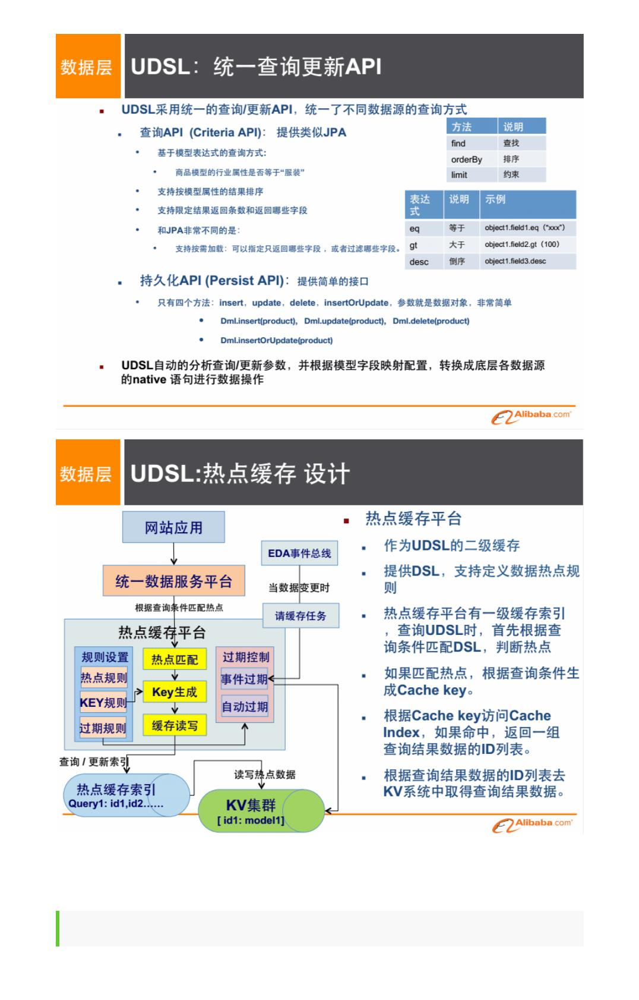 数据层
UDSL：统一查询更新API
UDSL采用统一的查询/更新API，统一了不同数据源的查询方式
查询API (Criteria API)： 提供类似JPA
基于模型表达式的查询方式:
商品模型的行业属性是否等于“服装”
支持按模型属性的结果排序
支持限定结果返回条数和返回哪些字段
和JPA非常不同的是：
支持按需加载：可以指定只返回哪些字段，或者过滤哪些字段。
方法 说明
find 查找
orderBy 排序
limit 约束
表达式 说明 示例
eq 等于 object1.field1.eq（“xxx”）
gt 大于 object1.field2.gt（100）
desc 倒序 object1.field3.desc
持久化API (Persist API)：提供简单的接口
只有四个方法：insert，update，delete，insertOrUpdate，参数就是数据对象，非常简单
Dml.insert(product)，Dml.update(product)，Dml.delete(product)
Dml.insertOrUpdate(product)
UDSL自动的分析查询/更新参数，并根据模型字段映射配置，转换成底层各数据源
的native 语句进行数据操作
Alibaba.com
数据层
UDSL:热点缓存 设计
网站应用
统一数据服务平台
根据查询条件匹配热点
EDA事件总线
当数据变更时
请缓存任务
热点缓存平台
规则设置
热点规则
KEY规则
过期规则
热点匹配
Key生成
缓存读写
过期控制
事件过期
自动过期
查询 / 更新索引
读写热点数据
热点缓存索引
Query1: id1,id2......
KV集群
[ id1: model1]
热点缓存平台
作为UDSL的二级缓存
提供DSL，支持定义数据热点规
则
热点缓存平台有一级缓存索引
，查询UDSL时，首先根据查
询条件匹配DSL，判断热点
如果匹配热点，根据查询条件生
成Cache key。
根据Cache key访问Cache
Index，如果命中，返回一组
查询结果数据的ID列表。
根据查询结果数据的ID列表去
KV系统中取得查询结果数据。
Alibaba.com